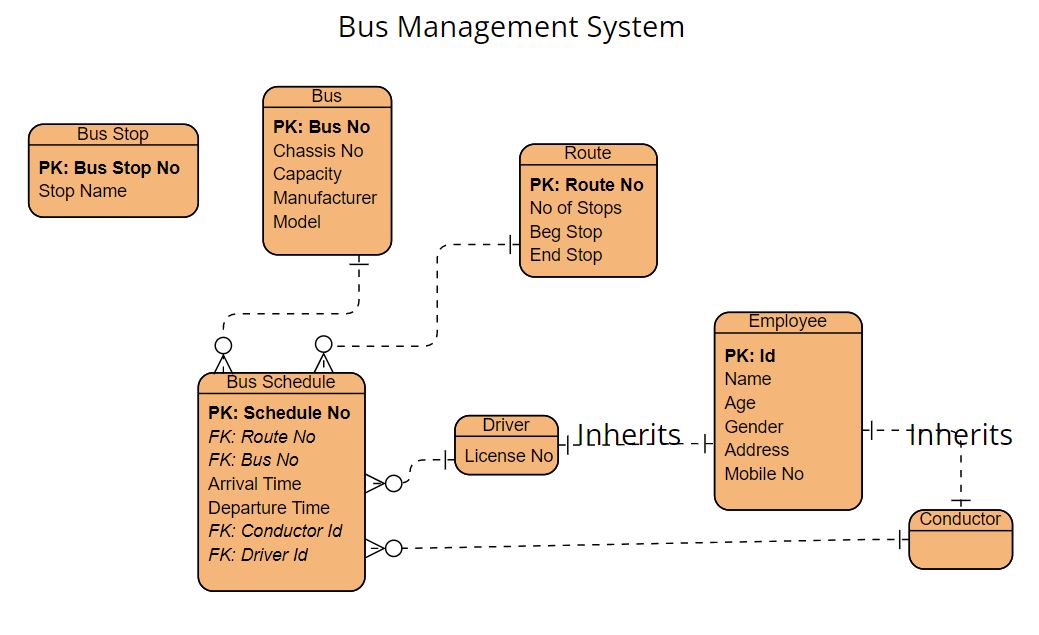 Bus Management System
Bus Stop
PK: Bus Stop No
Stop Name
Bus
PK: Bus No
Chassis No
Capacity
Manufacturer
Model
Route
PK: Route No
No of Stops
Beg Stop
End Stop
Bus Schedule
PK: Schedule No
FK: Route No
FK: Bus No
Arrival Time
Departure Time
FK: Conductor Id
FK: Driver Id
Driver
License No
Inherits
Employee
PK: Id
Name
Age
Gender
Address
Mobile No
Inherits
Conductor